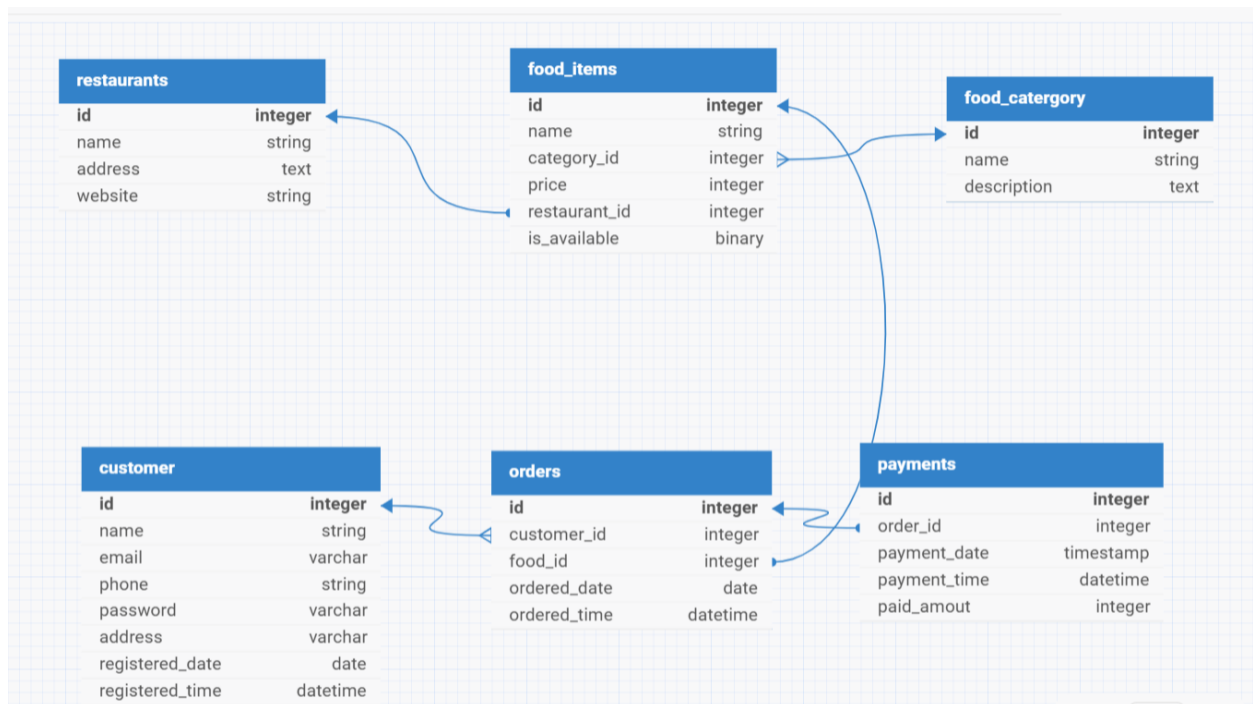 restaurants
id integer
name string
address text
website string
food_items
id integer
name string
category_id integer
price integer
restaurant_id integer
is_available binary
food_catergory
id integer
name string
description text
customer
id integer
name string
email varchar
phone string
password varchar
address varchar
registered_date date
registered_time datetime
orders
id integer
customer_id integer
food_id integer
ordered_date date
ordered_time datetime
payments
id integer
order_id integer
payment_date timestamp
payment_time datetime
paid_amout integer